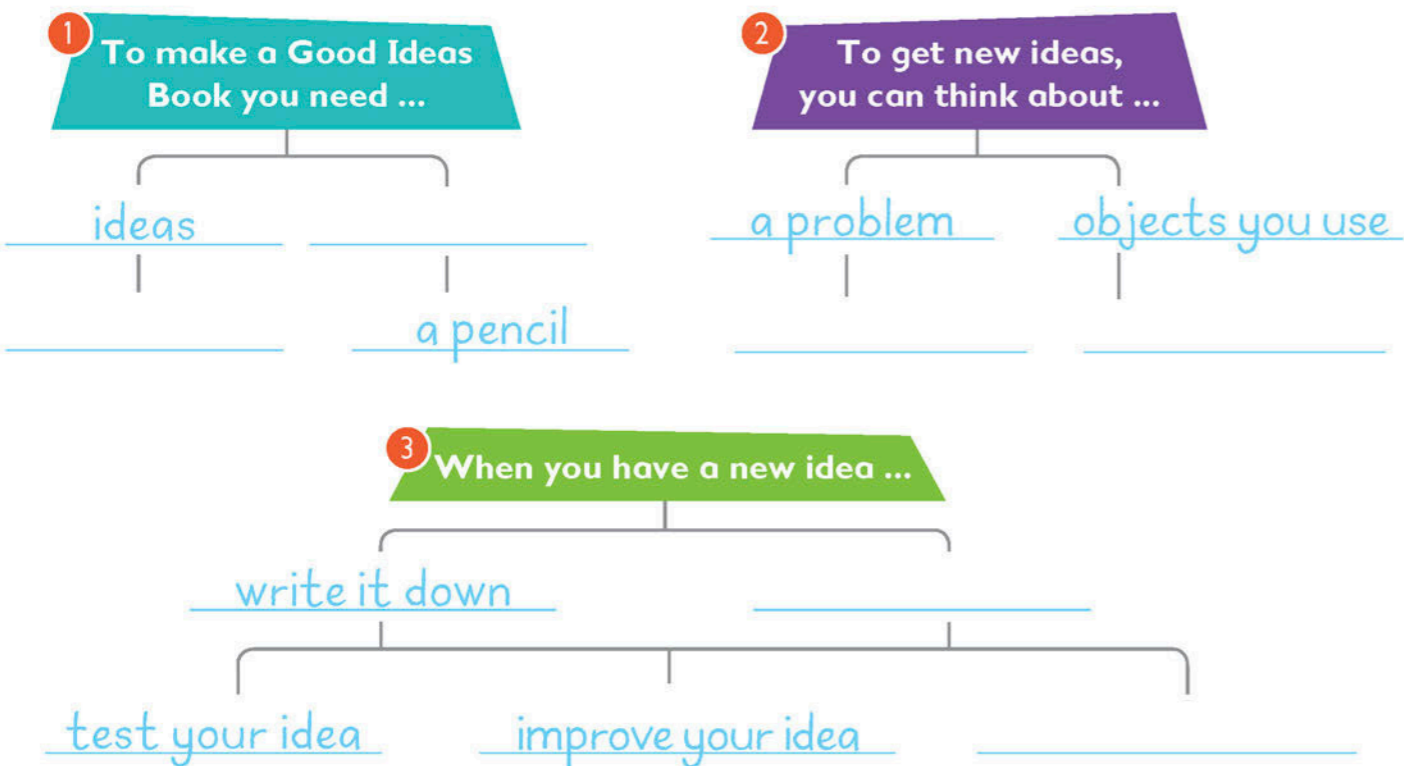 1
To make a Good Ideas
Book you need ...
ideas
a pencil
2
To get new ideas,
you can think about ...
a problem
objects you use
3
When you have a new idea ...
write it down
test your idea
improve your idea